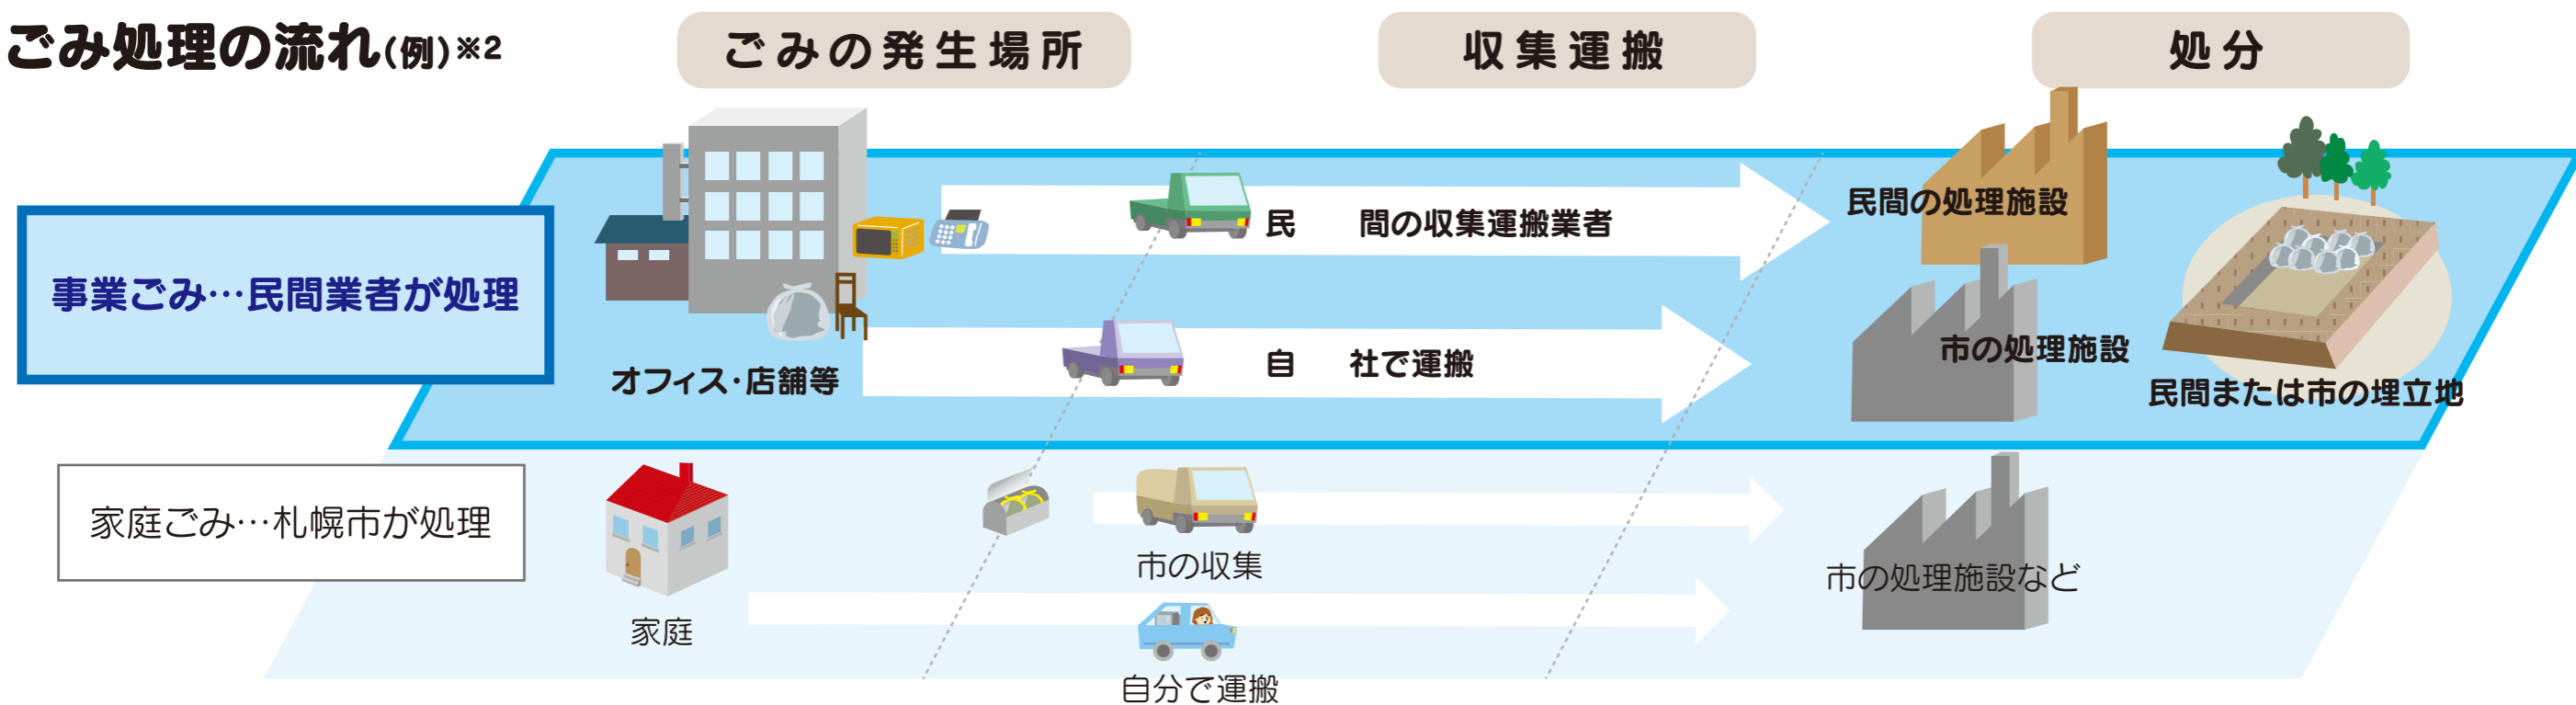 ごみ処理の流れ(例)※2
ごみの発生場所
収集運搬
処分
事業ごみ…民間業者が処理
オフィス・店舗等
民　間の収集運搬業者
自　社で運搬
民間の処理施設
市の処理施設
民間または市の埋立地
家庭ごみ…札幌市が処理
家庭
市の収集
自分で運搬
市の処理施設など